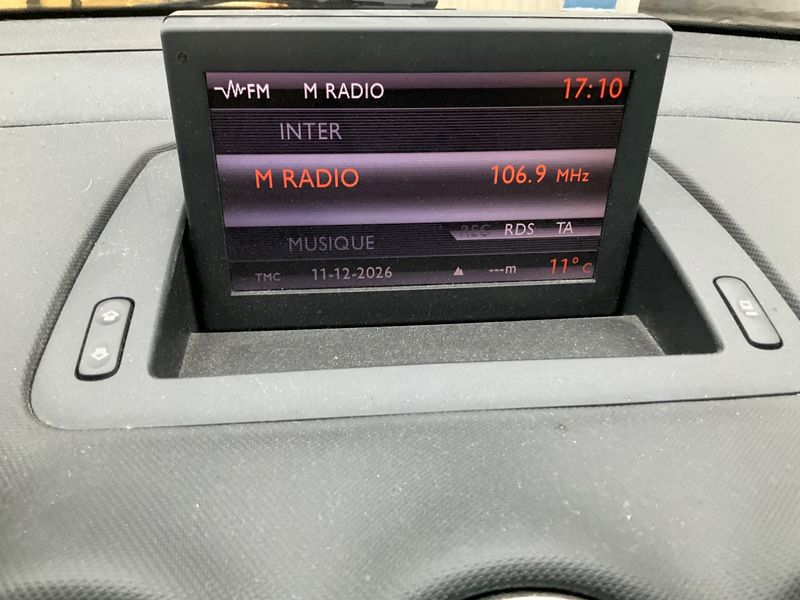 FM M RADIO 17:10
INTER
M RADIO 106.9 MHz
MUSIQUE REG RDS TA
TMC 11-12-2026 ---m 11° C